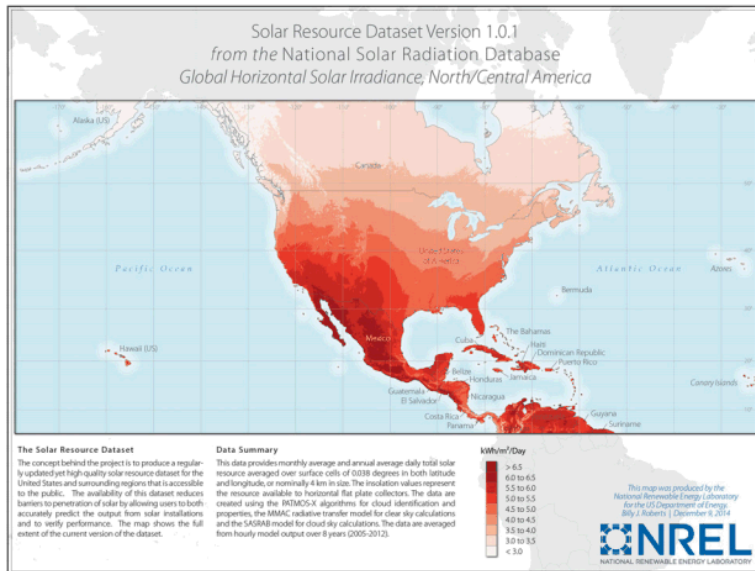 Solar Resource Dataset Version 1.0.1
from the National Solar Radiation Database
Global Horizontal Solar Irradiance, North/Central America
Alaska (US)
Canada
United States
of America
Pacific Ocean
Atlantic Ocean
Azores
Bermuda
Hawaii (US)
Mexico
The Bahamas
Cuba
Haiti
Dominican Republic
Puerto Rico
Belize
Jamaica
Honduras
Canary Islands
Guatemala
Nicaragua
El Salvador
Costa Rica
Panama
Guyana
Suriname
The Solar Resource Dataset
The concept behind the project is to produce a regular-
ly updated yet high quality solar resource dataset for the
United States and surrounding regions that is accessible
to the public. The availability of this dataset reduces
barriers to penetration of solar by allowing users to both
accurately predict the output from solar installations
and to verify performance. The map shows the full
extent of the current version of the dataset.
Data Summary
This data provides monthly average and annual average daily total solar
resource averaged over surface cells of 0.038 degrees in both latitude
and longitude, or nominally 4 km in size. The insolation values represent
the resource available to horizontal flat plate collectors. The data are
created using the PATMOS-X algorithms for cloud identification and
properties, the MMAC radiative transfer model for clear sky calculations
and the SASRAB model for cloud sky calculations. The data are averaged
from hourly model output over 8 years (2005-2012).
kWh/m²/Day
> 6.5
6.0 to 6.5
5.5 to 6.0
5.0 to 5.5
4.5 to 5.0
4.0 to 4.5
3.5 to 4.0
3.0 to 3.5
< 3.0
This map was produced by the
National Renewable Energy Laboratory
for the US Department of Energy.
Billy J. Roberts | December 9, 2014
NREL
NATIONAL RENEWABLE ENERGY LABORATORY